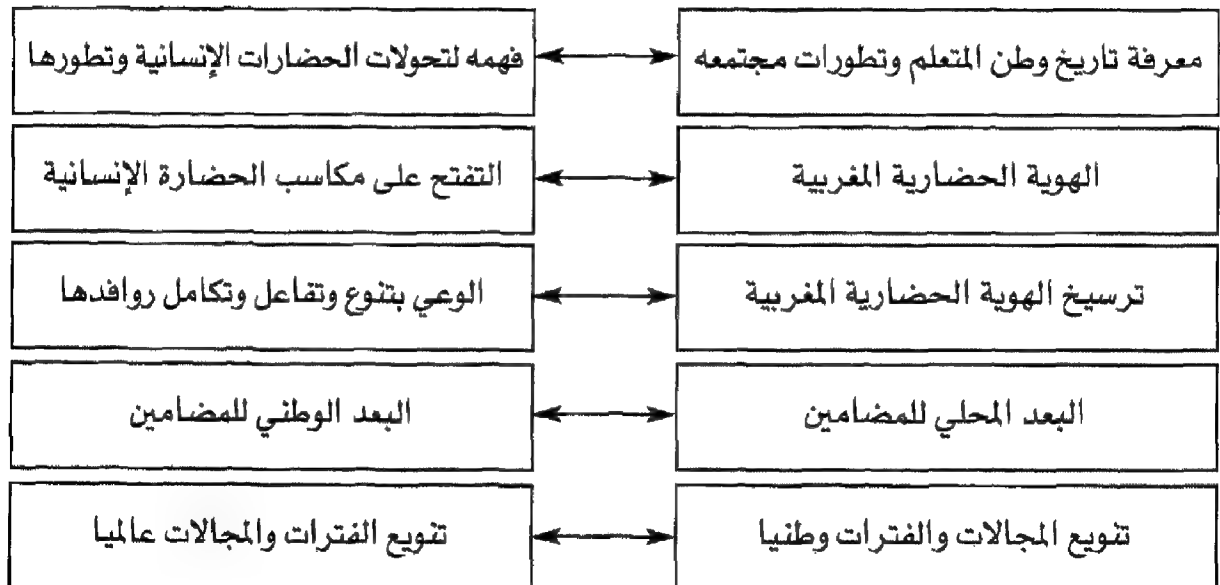 معرفة تاريخ وطن المتعلم وتطورات مجتمعه
فهمه لتحولات الحضارات الإنسانية وتطورها
الهوية الحضارية المغربية
التفتح على مكاسب الحضارة الإنسانية
ترسيخ الهوية الحضارية المغربية
الوعي بتنوع وتفاعل وتكامل روافدها
البعد المحلي للمضامين
البعد الوطني للمضامين
تنويع المجالات والفترات وطنيا
تنويع الفترات والمجالات عالميا